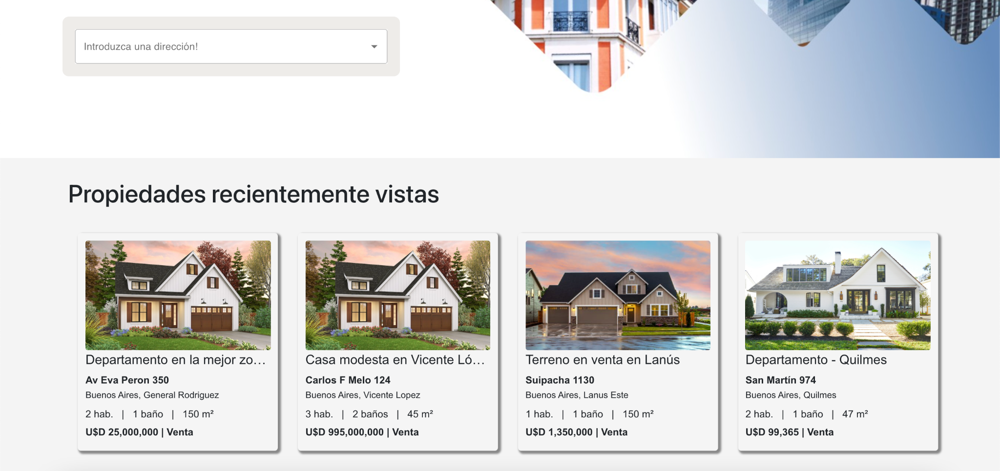 Introduzca una dirección!
Propiedades recientemente vistas
Departamento en la mejor zo...
Av Eva Peron 350
Buenos Aires, General Rodriguez
2 hab. | 1 baño | 150 m²
U$D 25,000,000 | Venta
Casa modesta en Vicente Ló...
Carlos F Melo 124
Buenos Aires, Vicente Lopez
3 hab. | 2 baños | 45 m²
U$D 995,000,000 | Venta
Terreno en venta en Lanús
Suipacha 1130
Buenos Aires, Lanus Este
1 hab. | 1 baño | 150 m²
U$D 1,350,000 | Venta
Departamento - Quilmes
San Martín 974
Buenos Aires, Quilmes
2 hab. | 1 baño | 47 m²
U$D 99,365 | Venta